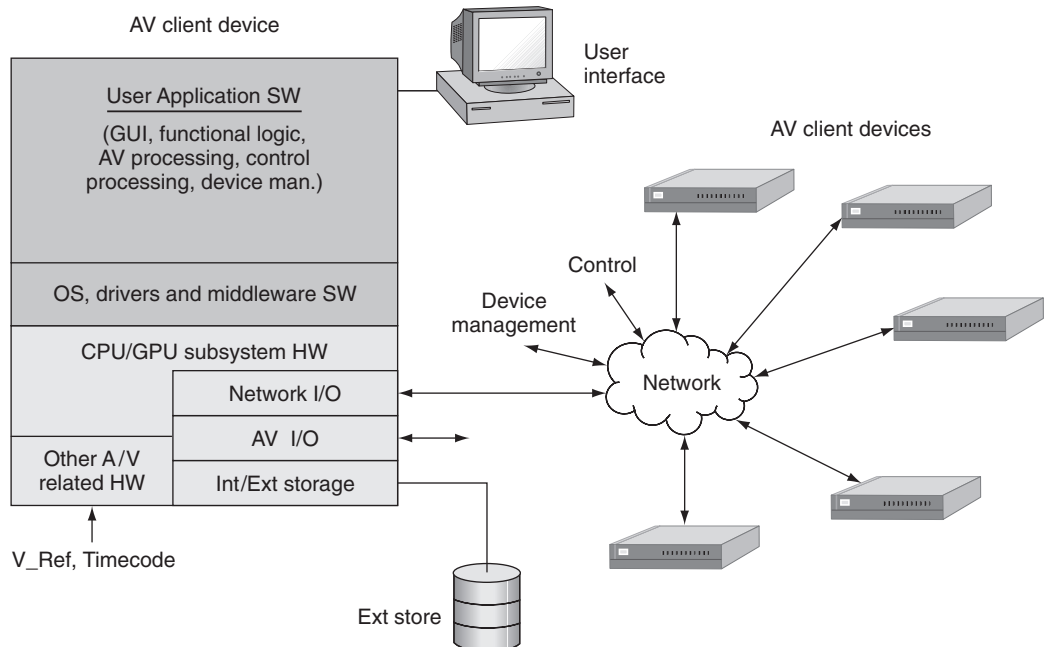 AV client device
User Application SW
(GUI, functional logic,
AV processing, control
processing, device man.)
OS, drivers and middleware SW
CPU/GPU subsystem HW
Network I/O
AV I/O
Int/Ext storage
Other A/V
related HW
V_Ref, Timecode
Ext store
User
interface
AV client devices
Control
Device
management
Network